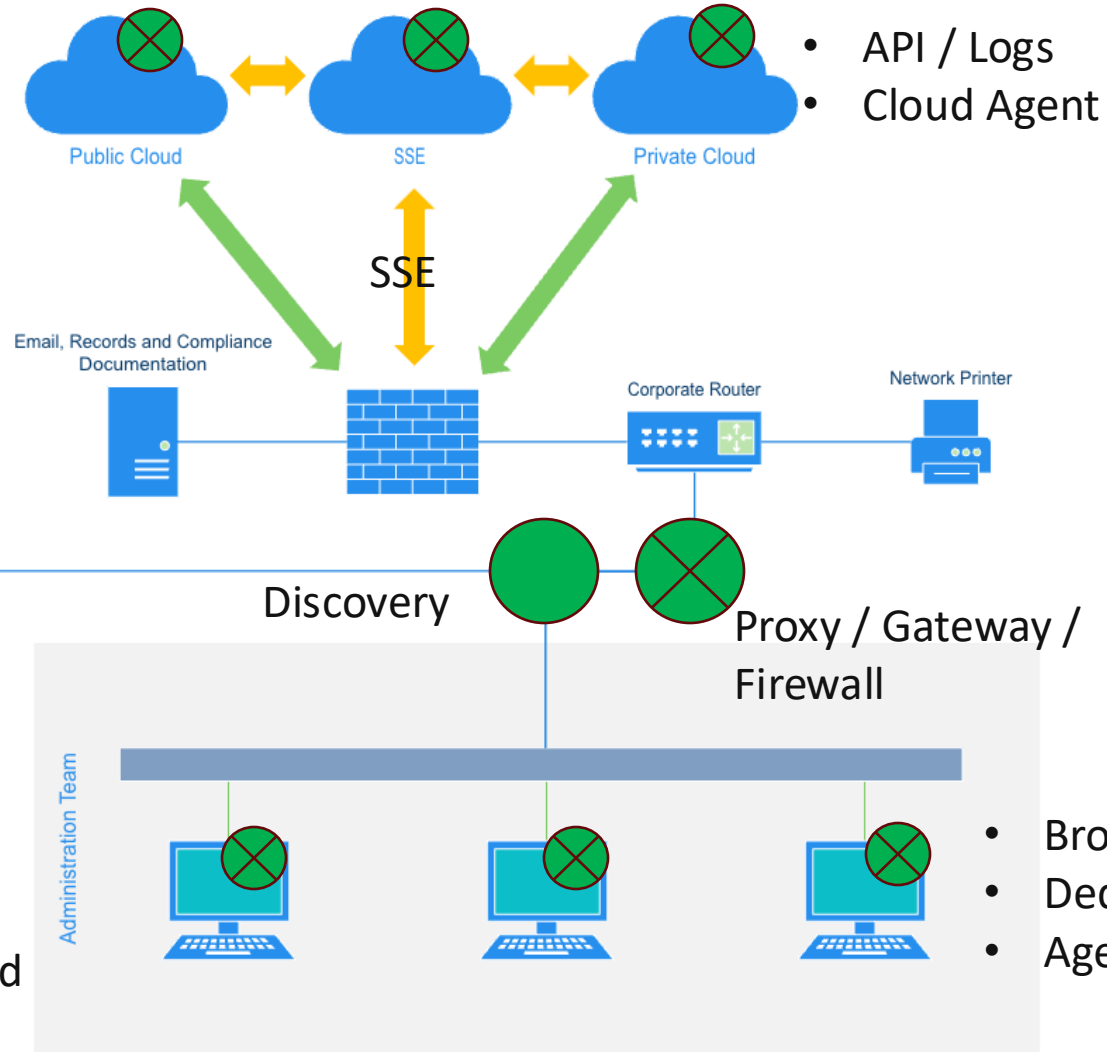 API / Logs
Cloud Agent
Public Cloud
SSE
Private Cloud
SSE
Email, Records and Compliance
Documentation
Corporate Router
Network Printer
Discovery
Proxy / Gateway /
Firewall
Administration Team